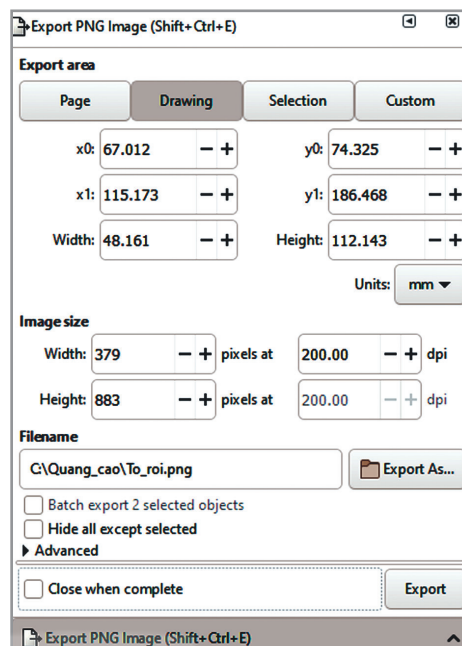 Export PNG Image (Shift+Ctrl+E)
Export area
Page Drawing Selection Custom
x0: 67.012 − + y0: 74.325 − +
x1: 115.173 − + y1: 186.468 − +
Width: 48.161 − + Height: 112.143 − +
Units: mm
Image size
Width: 379 − + pixels at 200.00 − + dpi
Height: 883 − + pixels at 200.00 − + dpi
Filename
C:\Quang_cao\To_roi.png Export As...
Batch export 2 selected objects
Hide all except selected
Advanced
Close when complete Export
Export PNG Image (Shift+Ctrl+E)